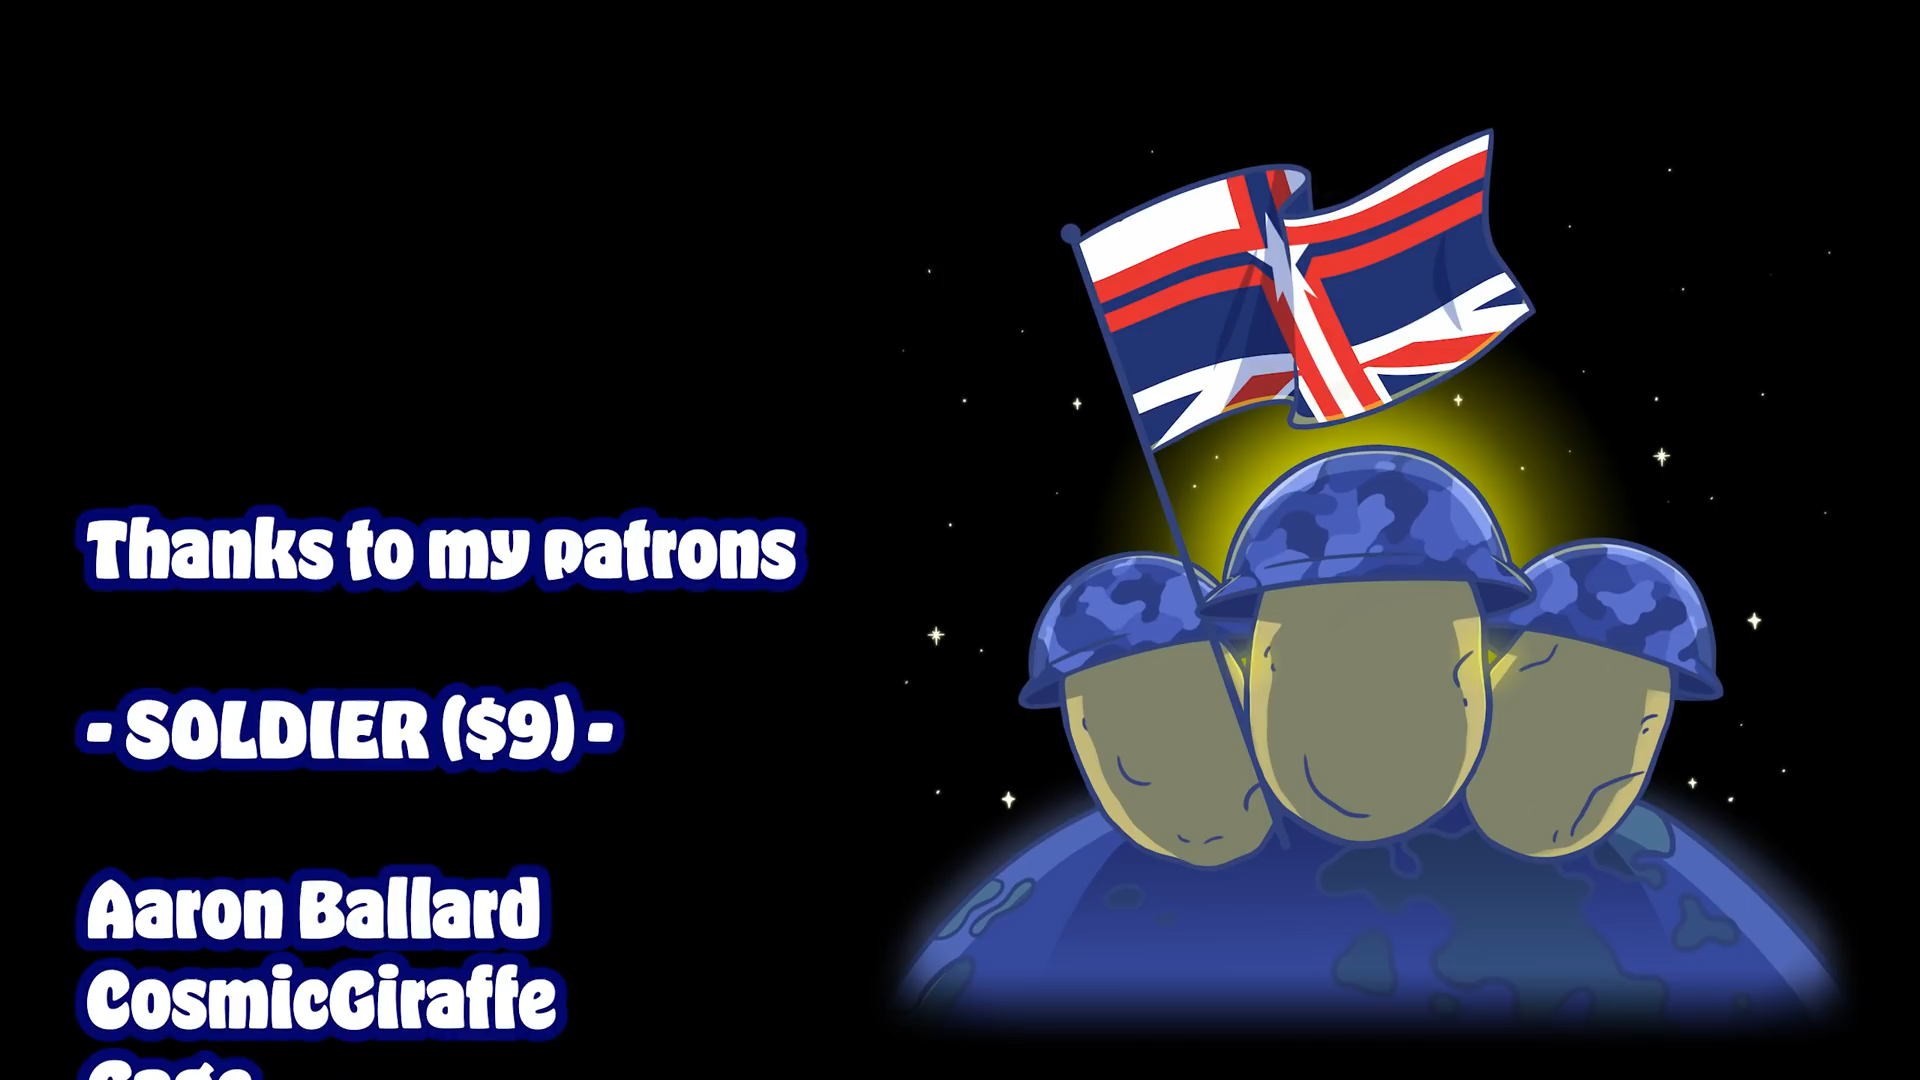 Thanks to my patrons
- SOLDIER ($9) -
Aaron Ballard
CosmicGiraffe